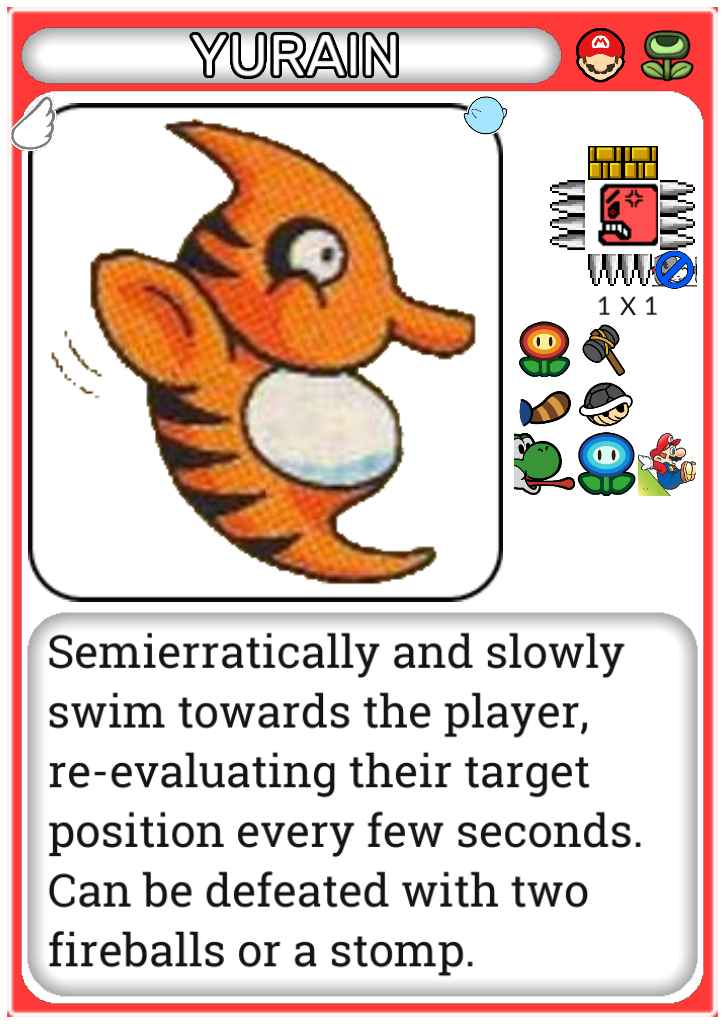 YURAIN
1 X 1
Semierratically and slowly
swim towards the player,
re-evaluating their target
position every few seconds.
Can be defeated with two
fireballs or a stomp.